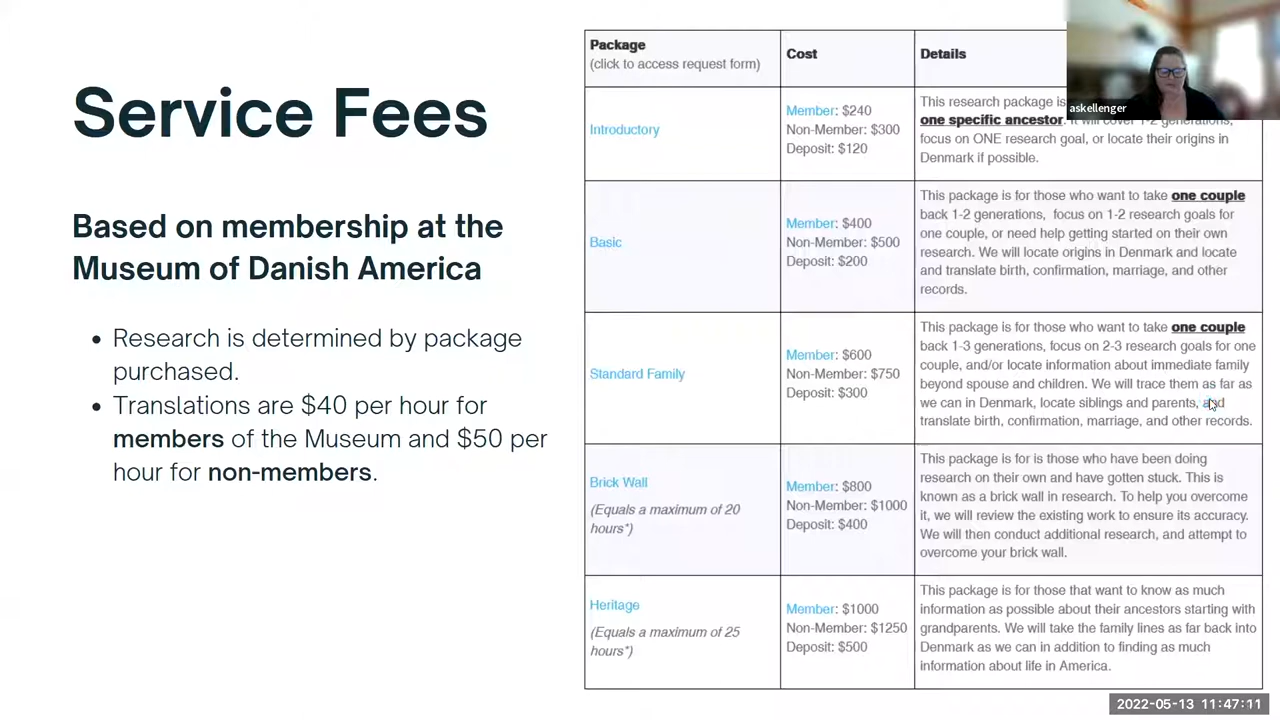 Service Fees
Based on membership at the
Museum of Danish America
• Research is determined by package
purchased.
• Translations are $40 per hour for
members of the Museum and $50 per
hour for non-members.
Package
(click to access request form)
Cost
Details
Introductory
Member: $240
Non-Member: $300
Deposit: $120
This research package is
one specific ancestor. It will cover 1-2 generations,
focus on ONE research goal, or locate their origins in
Denmark if possible.
Basic
Member: $400
Non-Member: $500
Deposit: $200
This package is for those who want to take one couple
back 1-2 generations, focus on 1-2 research goals for
one couple, or need help getting started on their own
research. We will locate origins in Denmark and locate
and translate birth, confirmation, marriage, and other
records.
Standard Family
Member: $600
Non-Member: $750
Deposit: $300
This package is for those who want to take one couple
back 1-3 generations, focus on 2-3 research goals for one
couple, and/or locate information about immediate family
beyond spouse and children. We will trace them as far as
we can in Denmark, locate siblings and parents, and
translate birth, confirmation, marriage, and other records.
Brick Wall
(Equals a maximum of 20
hours*)
Member: $800
Non-Member: $1000
Deposit: $400
This package is for is those who have been doing
research on their own and have gotten stuck. This is
known as a brick wall in research. To help you overcome
it, we will review the existing work to ensure its accuracy.
We will then conduct additional research, and attempt to
overcome your brick wall.
Heritage
(Equals a maximum of 25
hours*)
Member: $1000
Non-Member: $1250
Deposit: $500
This package is for those that want to know as much
information as possible about their ancestors starting with
grandparents. We will take the family lines as far back into
Denmark as we can in addition to finding as much
information about life in America.
askellenger
2022-05-13 11:47:11